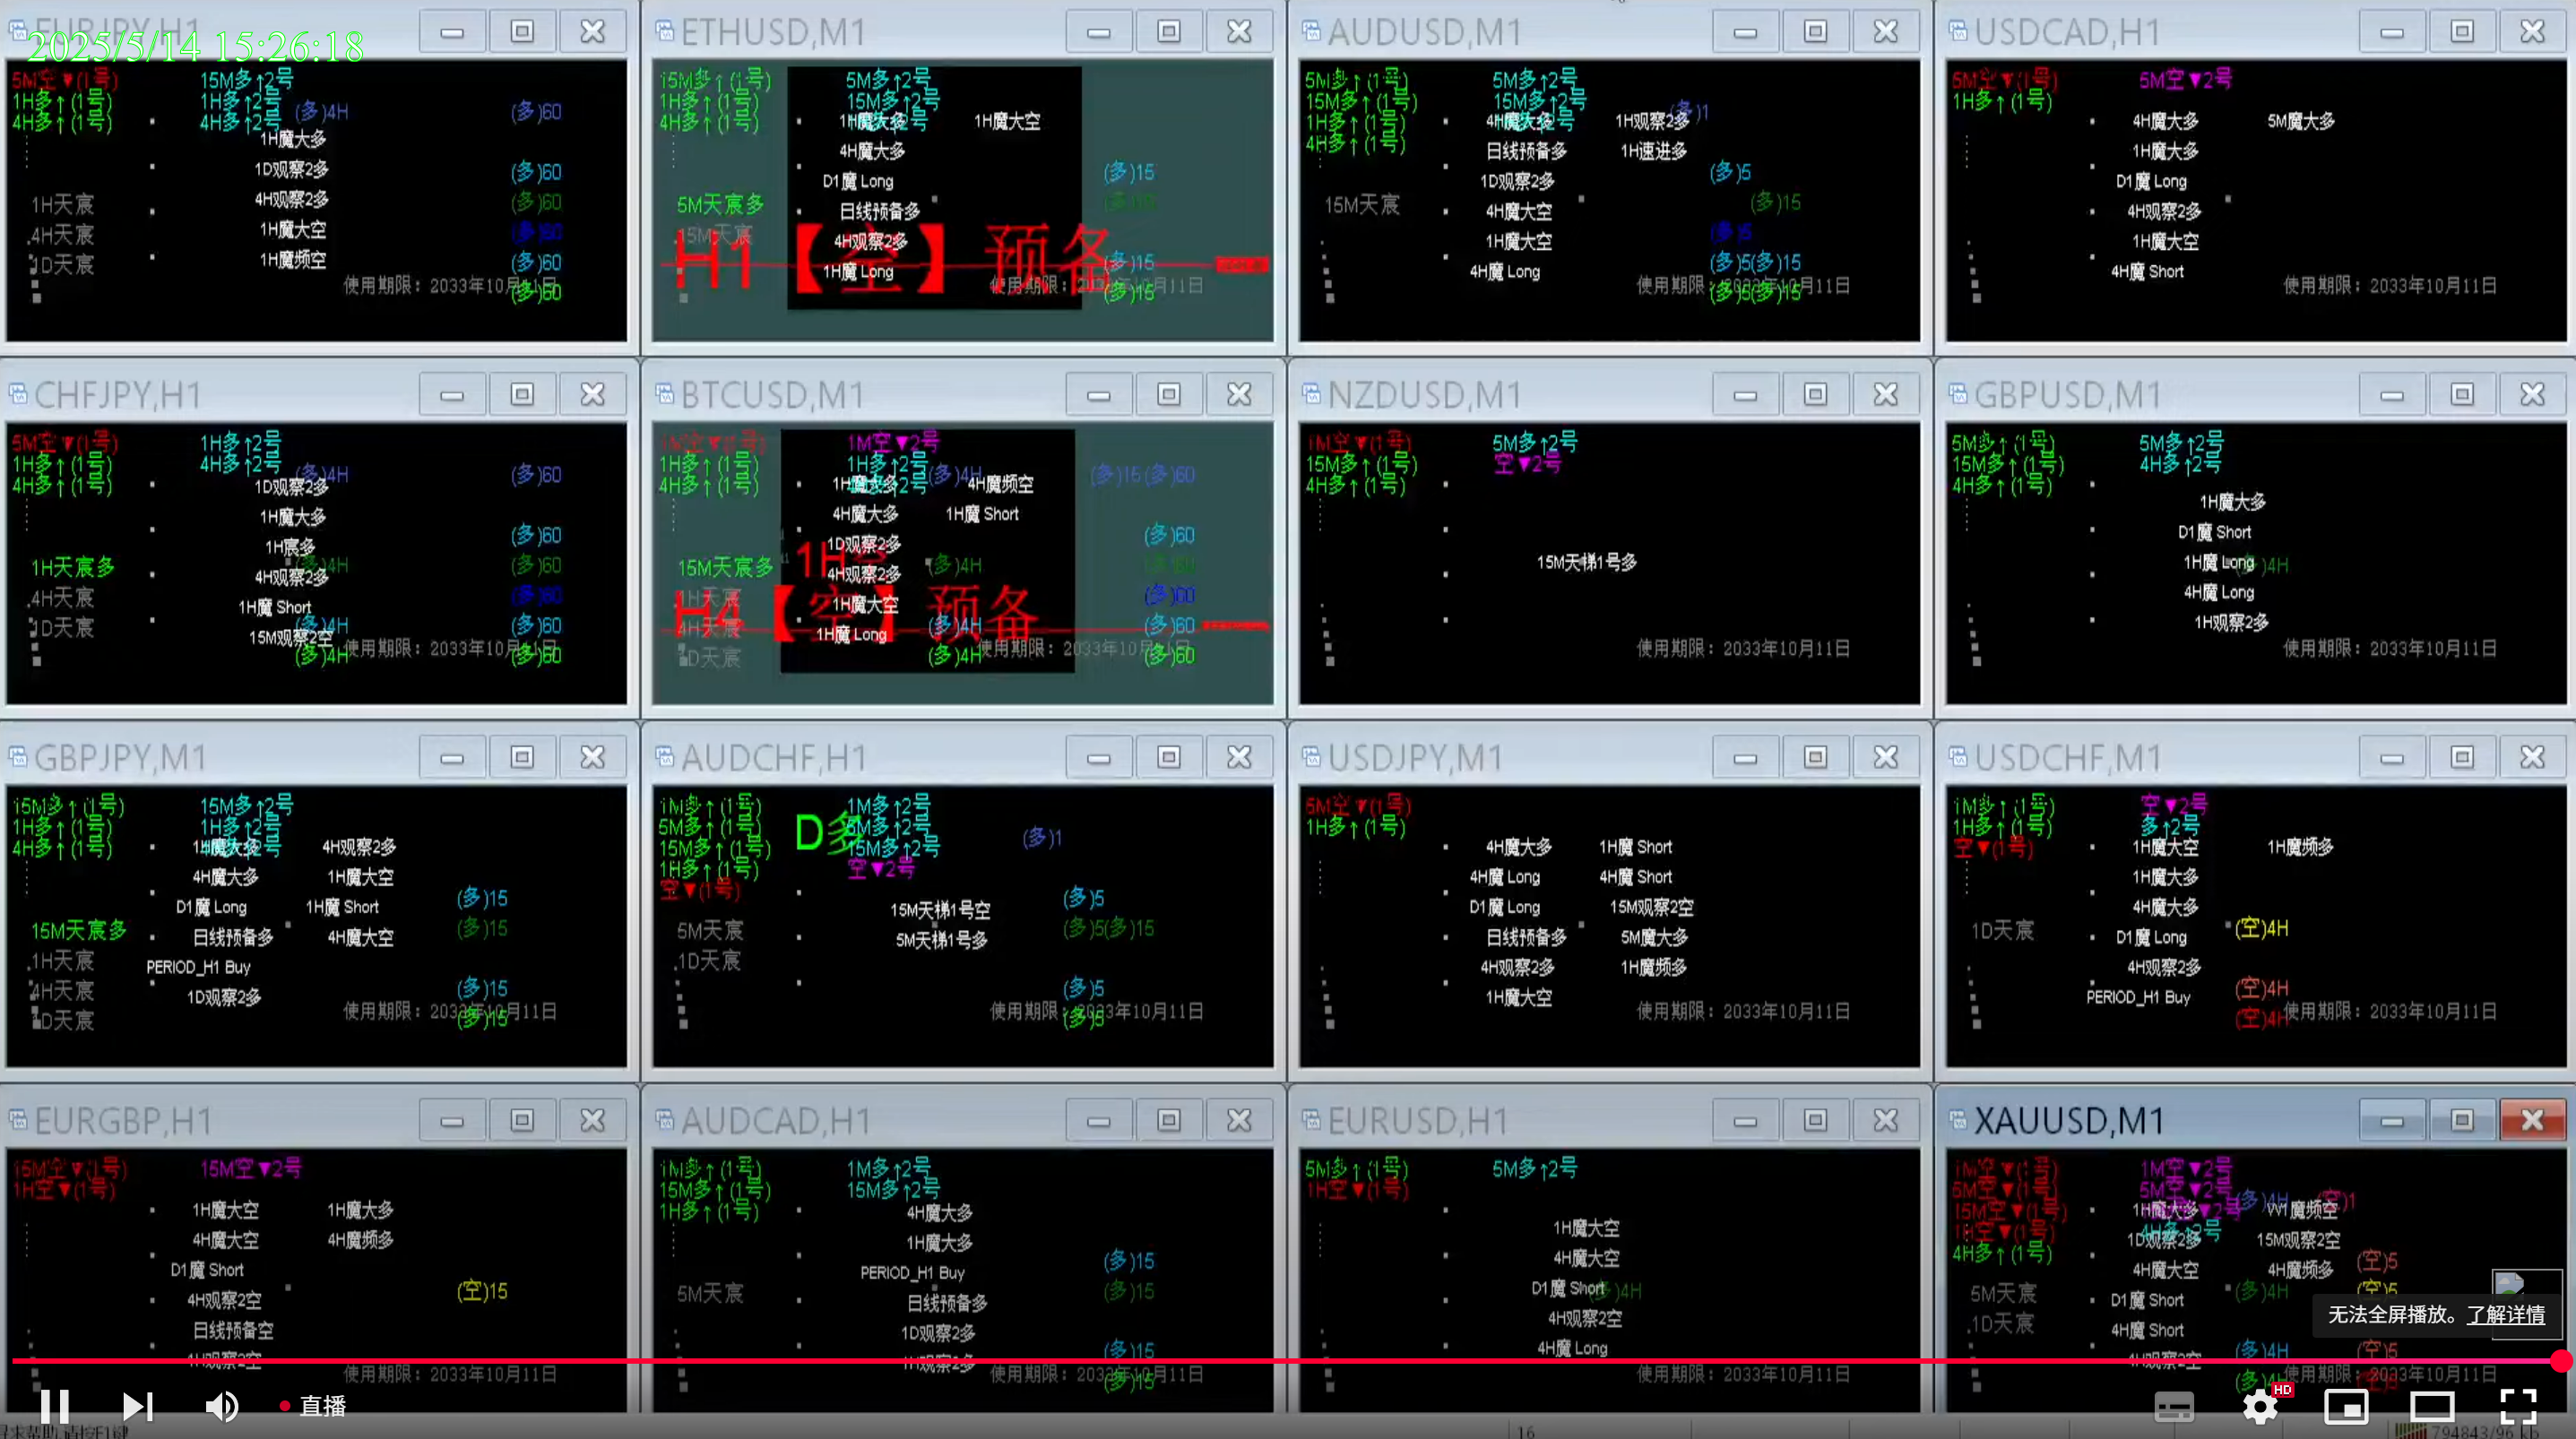 EURJPY,H1
2025/5/14 15:26:18
5M空▼(1号) 15M多↑2号
1H多↑(1号) 1H多↑2号 (多)4H (多)60
4H多↑(1号) 4H多↑2号
1H魔大多
1D观察2多 (多)60
1H天宸 4H观察2多 (多)60
4H天宸 1H魔大空 (多)60
1D天宸 1H魔频空 (多)60
使用期限：2033年10月11日
(多)60
ETHUSD,M1
15M多↑(1号) 5M多↑2号
1H多↑(1号) 15M多↑2号
4H多↑(1号) 1H魔大多 1H魔大空
4H魔大多 (多)15
D1魔 Long
5M天宸多 日线预备多
15M天宸 4H观察2多
H1【空】预备
1H魔 Long (多)15
使用期限：
(多)15
AUDUSD,M1
5M多↑(1号) 5M多↑2号
15M多↑(1号) 15M多↑2号 (多)1
1H多↑(1号) 4H魔大多 1H观察2多
4H多↑(1号) 日线预备多 1H速进多
1D观察2多 (多)5
15M天宸 4H魔大空 (多)15
1H魔大空 (多)5
4H魔 Long (多)5(多)15
使用期限：2033年10月11日
(多)5(多)15
USDCAD,H1
5M空▼(1号) 5M空▼2号
1H多↑(1号)
4H魔大多 5M魔大多
1H魔大多
D1魔 Long
4H观察2多
1H魔大空
4H魔 Short
使用期限：2033年10月11日
CHFJPY,H1
5M空▼(1号) 1H多↑2号
1H多↑(1号) 4H多↑2号 (多)4H (多)60
4H多↑(1号) 1D观察2多
1H魔大多 (多)60
1H宸多
1H天宸多 (多)4H (多)60
4H观察2多
4H天宸 1H魔 Short (多)60
1D天宸 15M观察2空 (多)4H (多)60
使用期限：2033年10月11日
(多)4H (多)60
BTCUSD,M1
1M空▼(1号) 1M空▼2号
1H多↑(1号) 1H多↑2号 (多)4H (多)15(多)60
4H多↑(1号) 1H魔大多 4H魔频空
4H魔大多 1H魔 Short
1D观察2多 (多)60
15M天宸多 4H观察2多 (多)4H
1H天宸 1H魔大空
H4【空】预备
4H天宸 1H魔 Long (多)4H (多)60
D天宸 (多)4H 使用期限：2033年10月11日 (多)60
NZDUSD,M1
1M空▼(1号) 5M多↑2号
15M多↑(1号) 空▼2号
4H多↑(1号)
15M天梯1号多
使用期限：2033年10月11日
GBPUSD,M1
5M多↑(1号) 5M多↑2号
15M多↑(1号) 4H多↑2号
4H多↑(1号)
1H魔大多
D1魔 Short
1H魔 Long (多)4H
4H魔 Long
1H观察2多
使用期限：2033年10月11日
GBPJPY,M1
15M多↑(1号) 15M多↑2号
1H多↑(1号) 1H多↑2号
4H多↑(1号) 1H魔大多 4H观察2多
4H魔大多 1H魔大空 (多)15
D1魔 Long 1H魔 Short
15M天宸多 日线预备多 4H魔大空 (多)15
1H天宸 PERIOD_H1 Buy
4H天宸 1D观察2多 (多)15
1D天宸 使用期限：2033年10月11日
(多)15
AUDCHF,H1
1M多↑(1号) 1M多↑2号
5M多↑(1号) D多 5M多↑2号 (多)1
15M多↑(1号) 15M多↑2号
1H多↑(1号) 空▼2号
空▼(1号)
15M天梯1号空 (多)5
5M天宸 5M天梯1号多 (多)5(多)15
1D天宸
(多)5
使用期限：2033年10月11日
(多)5
USDJPY,M1
5M空▼(1号)
1H多↑(1号)
4H魔大多 1H魔 Short
4H魔 Long 4H魔 Short
D1魔 Long 15M观察2空
日线预备多 5M魔大多
4H观察2多 1H魔频多
1H魔大空
使用期限：2033年10月11日
USDCHF,M1
1M多↑(1号) 空▼2号
1H多↑(1号) 多↑2号
空▼(1号) 1H魔大空 1H魔频多
1H魔大多
4H魔大多
1D天宸 D1魔 Long (空)4H
4H观察2多
PERIOD_H1 Buy (空)4H
(空)4H 使用期限：2033年10月11日
EURGBP,H1
15M空▼(1号) 15M空▼2号
1H空▼(1号)
1H魔大空 1H魔大多
4H魔大空 4H魔频多
D1魔 Short
4H观察2空 (空)15
日线预备空
1H观察2空
使用期限：2033年10月11日
AUDCAD,H1
1M多↑(1号) 1M多↑2号
15M多↑(1号) 15M多↑2号
1H多↑(1号) 4H魔大多
1H魔大多 (多)15
PERIOD_H1 Buy
5M天宸 日线预备多 (多)15
1D观察2多
1H观察2多 (多)15
使用期限：2033年10月11日
(多)15
EURUSD,H1
5M多↑(1号) 5M多↑2号
1H空▼(1号)
1H魔大空
4H魔大空
D1魔 Short (多)4H
4H观察2空
4H魔 Long
使用期限：2033年10月11日
XAUUSD,M1
1M空▼(1号) 1M空▼2号
5M空▼(1号) 5M空▼2号 (多)4H (空)1
15M空▼(1号) 1H魔大多
1H空▼(1号) 4H多↑2号
4H多↑(1号) 1D观察2多 15M观察2空
4H魔大空 4H魔频多 (空)5
5M天宸 D1魔 Short (多)4H (空)5
1D天宸 4H魔 Short
(多)4H (空)5
使用期限：2033年10月11日
无法全屏播放。了解详情
直播
HD
16
794843/96 kb